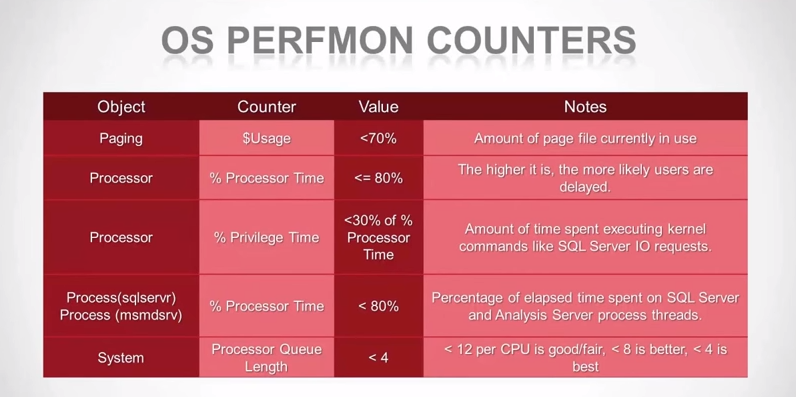 OS PERFMON COUNTERS
Object Counter Value Notes
Paging $Usage <70% Amount of page file currently in use
Processor % Processor Time <= 80% The higher it is, the more likely users are
delayed.
Processor % Privilege Time <30% of %
Processor
Time Amount of time spent executing kernel
commands like SQL Server IO requests.
Process(sqlservr)
Process (msmdsrv) % Processor Time < 80% Percentage of elapsed time spent on SQL Server
and Analysis Server process threads.
System Processor Queue
Length < 4 < 12 per CPU is good/fair, < 8 is better, < 4 is
best